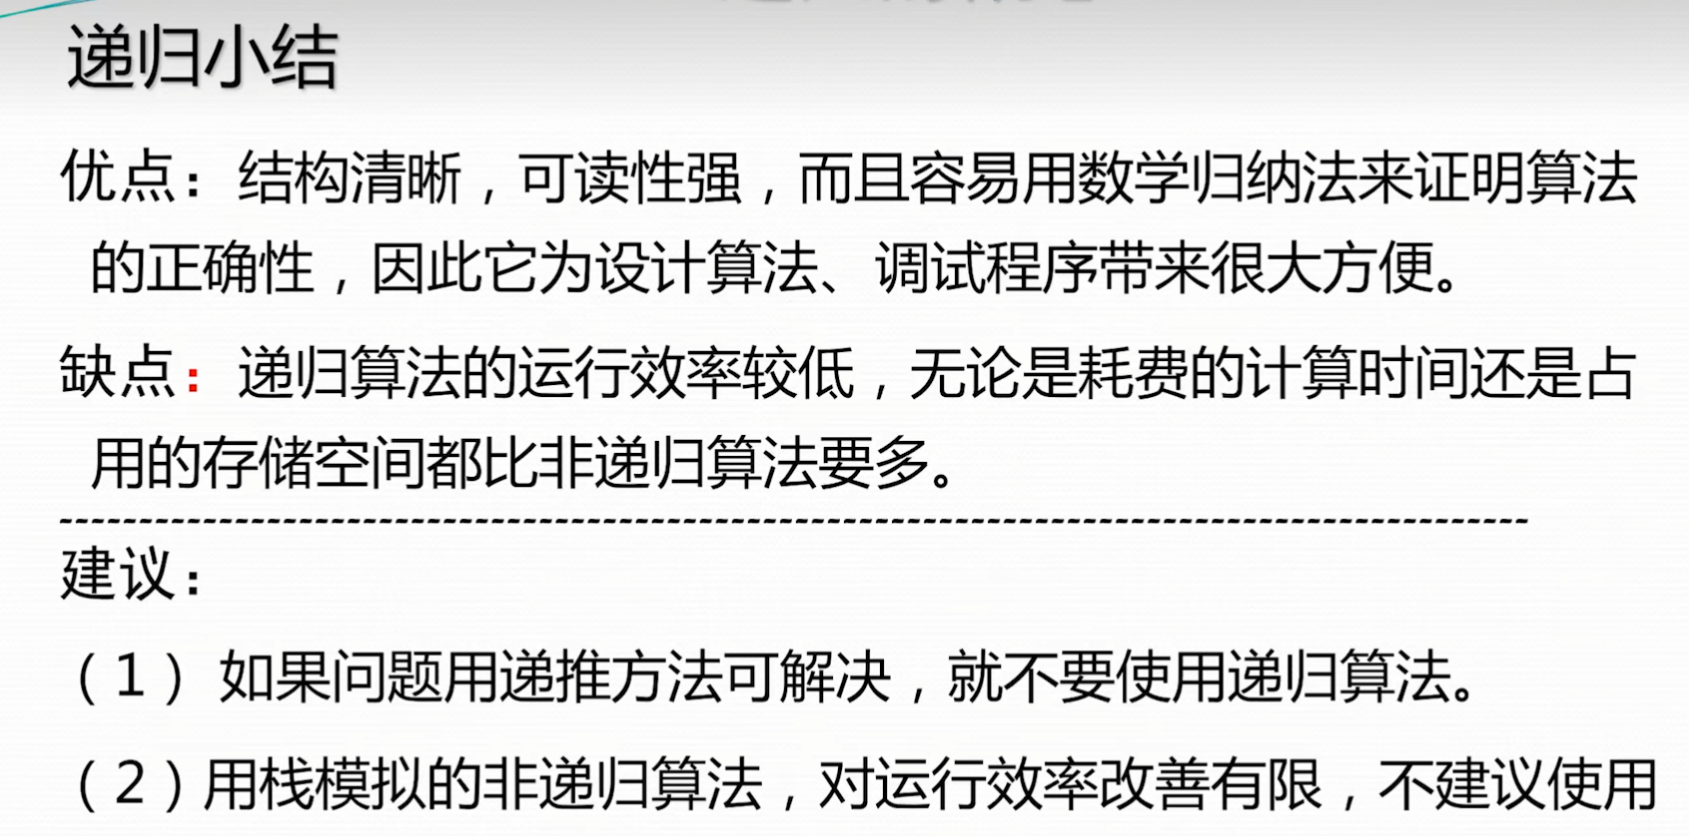 递归小结
优点：结构清晰，可读性强，而且容易用数学归纳法来证明算法
的正确性，因此它为设计算法、调试程序带来很大方便。
缺点：递归算法的运行效率较低，无论是耗费的计算时间还是占
用的存储空间都比非递归算法要多。
建议：
（1） 如果问题用递推方法可解决，就不要使用递归算法。
（2）用栈模拟的非递归算法，对运行效率改善有限，不建议使用